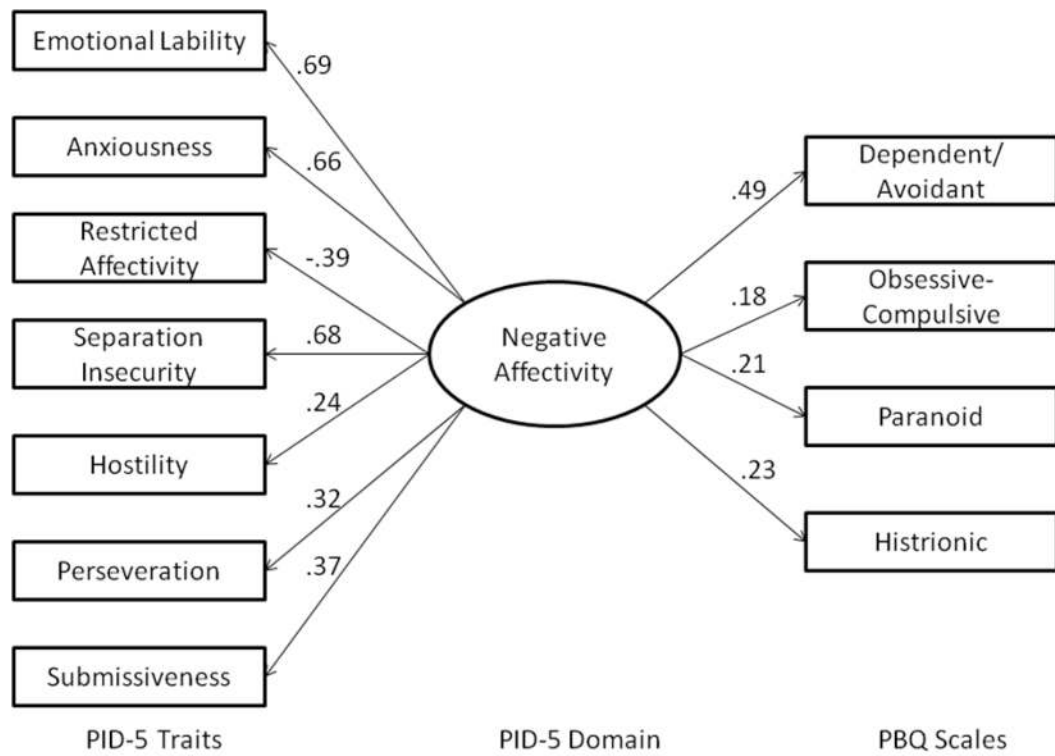 Emotional Lability
.69
Anxiousness
.66
Restricted
Affectivity
-.39
Separation
Insecurity
.68
Hostility
.24
Perseveration
.32
Submissiveness
.37
Negative
Affectivity
.49
Dependent/
Avoidant
.18
Obsessive-
Compulsive
.21
Paranoid
.23
Histrionic
PID-5 Traits
PID-5 Domain
PBQ Scales